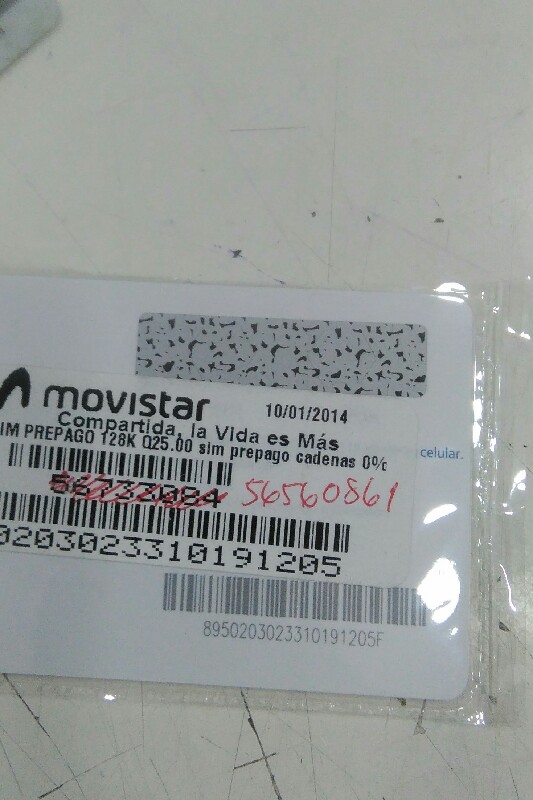 movistar 10/01/2014
Compartida, la Vida es Más
IM PREPAGO 128K Q25.00 sim prepago cadenas 0%
celular.
56733084 56560861
0203023310191205
8950203023310191205F